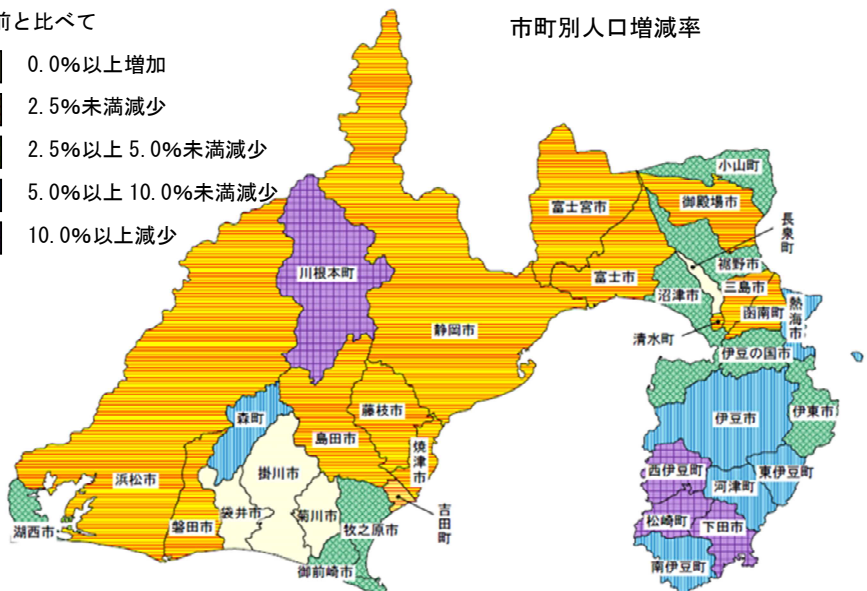 前と比べて
市町別人口増減率
0.0%以上増加
2.5%未満減少
2.5%以上 5.0%未満減少
5.0%以上 10.0%未満減少
10.0%以上減少
小山町
御殿場市
富士宮市
長泉町
裾野市
川根本町
富士市
沼津市
三島市
函南町
熱海市
静岡市
清水町
伊豆の国市
藤枝市
森町
島田市
焼津市
伊豆市
伊東市
掛川市
浜松市
西伊豆町
東伊豆町
河津町
袋井市
菊川市
吉田町
湖西市
磐田市
牧之原市
松崎町
下田市
御前崎市
南伊豆町